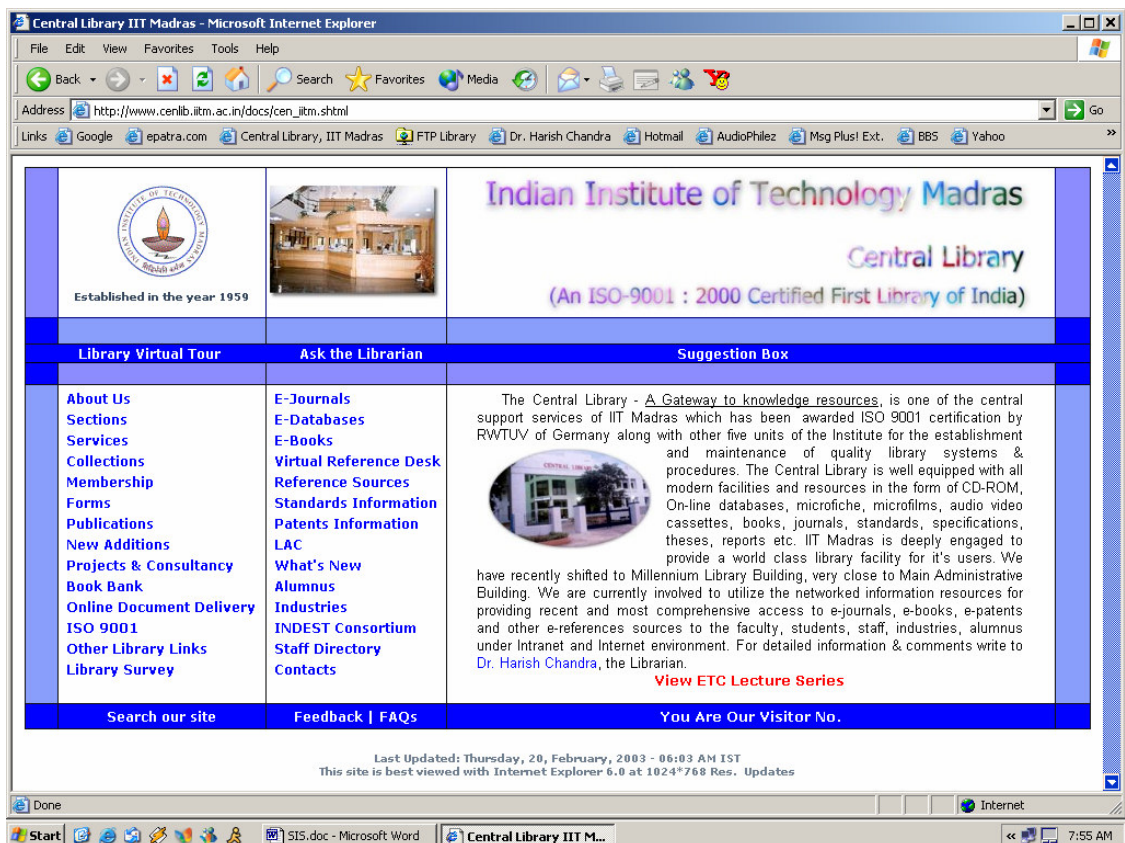 Central Library IIT Madras - Microsoft Internet Explorer
File Edit View Favorites Tools Help
Back Search Favorites Media
Address http://www.cenlib.iitm.ac.in/docs/cen_iitm.shtml Go
Links Google epatra.com Central Library, IIT Madras FTP Library Dr. Harish Chandra Hotmail AudioPhilez Msg Plus! Ext. BBS Yahoo »
INDIAN INSTITUTE OF TECHNOLOGY MADRAS
Established in the year 1959
Indian Institute of Technology Madras
Central Library
(An ISO-9001 : 2000 Certified First Library of India)
Library Virtual Tour Ask the Librarian Suggestion Box
About Us
Sections
Services
Collections
Membership
Forms
Publications
New Additions
Projects & Consultancy
Book Bank
Online Document Delivery
ISO 9001
Other Library Links
Library Survey
E-Journals
E-Databases
E-Books
Virtual Reference Desk
Reference Sources
Standards Information
Patents Information
LAC
What's New
Alumnus
Industries
INDEST Consortium
Staff Directory
Contacts
The Central Library - A Gateway to knowledge resources, is one of the central
support services of IIT Madras which has been awarded ISO 9001 certification by
RWTUV of Germany along with other five units of the Institute for the establishment
and maintenance of quality library systems &
procedures. The Central Library is well equipped with all
modern facilities and resources in the form of CD-ROM,
On-line databases, microfiche, microfilms, audio video
cassettes, books, journals, standards, specifications,
theses, reports etc. IIT Madras is deeply engaged to
provide a world class library facility for it's users. We
have recently shifted to Millennium Library Building, very close to Main Administrative
Building. We are currently involved to utilize the networked information resources for
providing recent and most comprehensive access to e-journals, e-books, e-patents
and other e-references sources to the faculty, students, staff, industries, alumnus
under Intranet and Internet environment. For detailed information & comments write to
Dr. Harish Chandra, the Librarian.
CENTRAL LIBRARY
View ETC Lecture Series
Search our site Feedback | FAQs You Are Our Visitor No.
Last Updated: Thursday, 20, February, 2003 - 06:03 AM IST
This site is best viewed with Internet Explorer 6.0 at 1024*768 Res. Updates
Done Internet
Start SIS.doc - Microsoft Word Central Library IIT M... « 7:55 AM